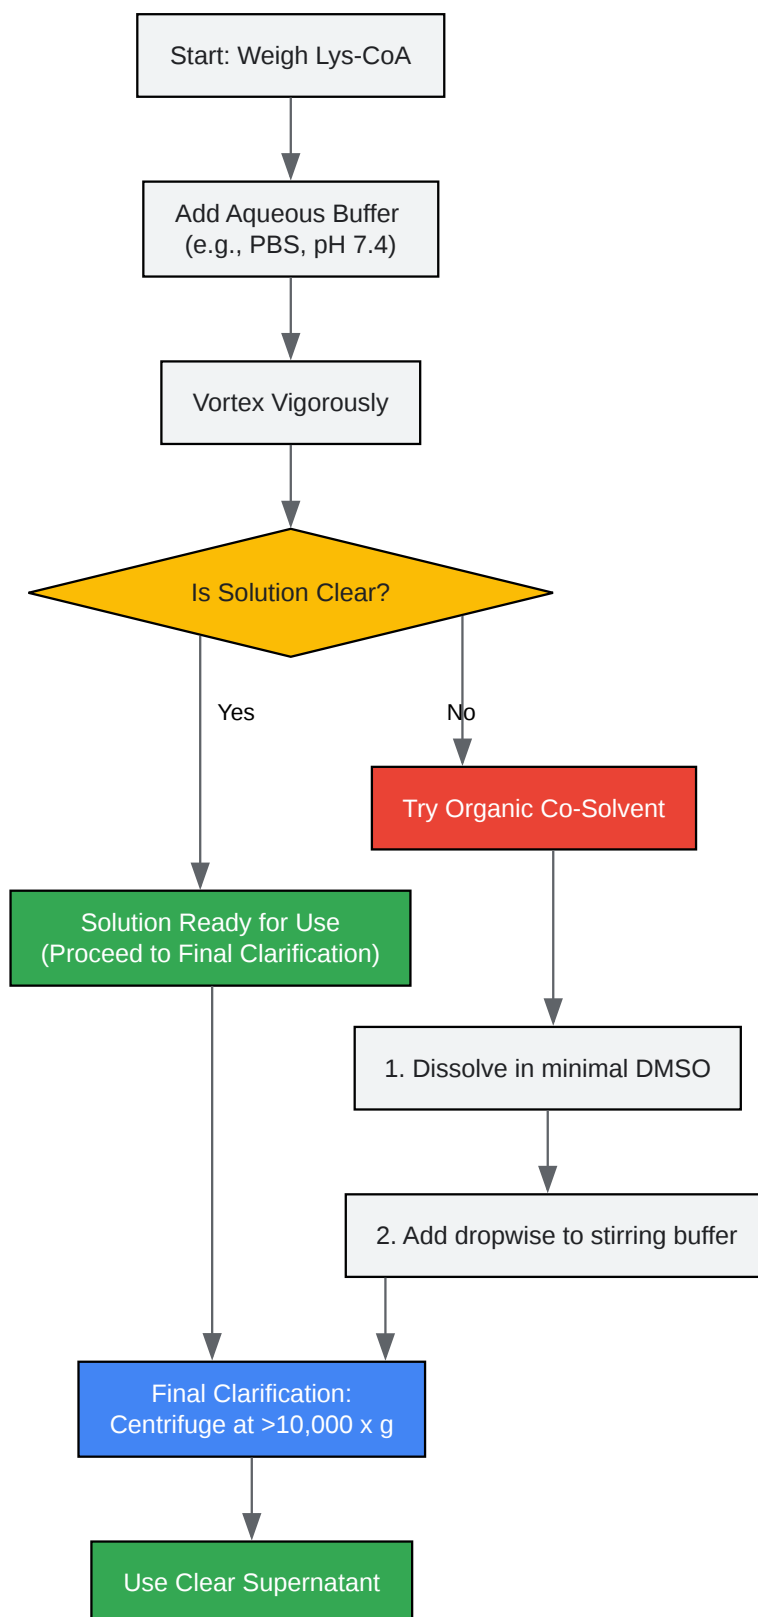 Start: Weigh Lys-CoA
Add Aqueous Buffer
(e.g., PBS, pH 7.4)
Vortex Vigorously
Is Solution Clear?
Yes
No
Try Organic Co-Solvent
Solution Ready for Use
(Proceed to Final Clarification)
1. Dissolve in minimal DMSO
2. Add dropwise to stirring buffer
Final Clarification:
Centrifuge at >10,000 x g
Use Clear Supernatant